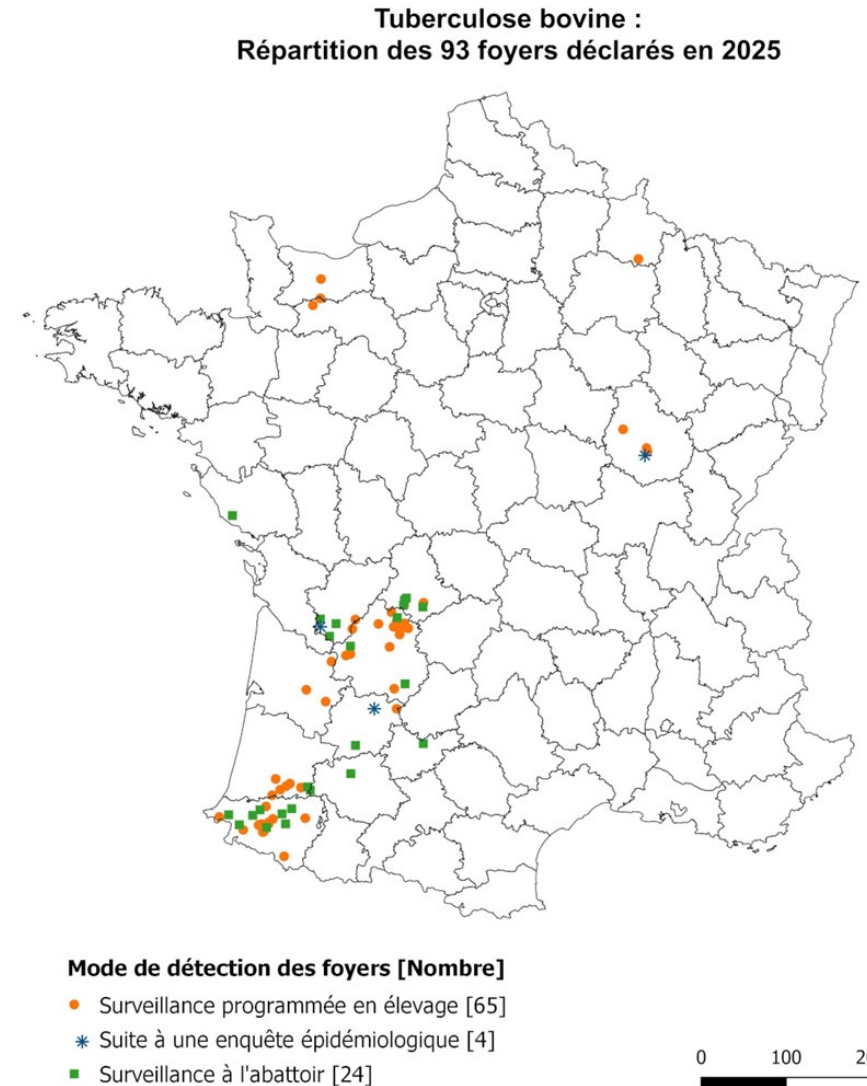 Tuberculose bovine :
Répartition des 93 foyers déclarés en 2025
Mode de détection des foyers [Nombre]
Surveillance programmée en élevage [65]
Suite à une enquête épidémiologique [4]
Surveillance à l'abattoir [24]
0 100